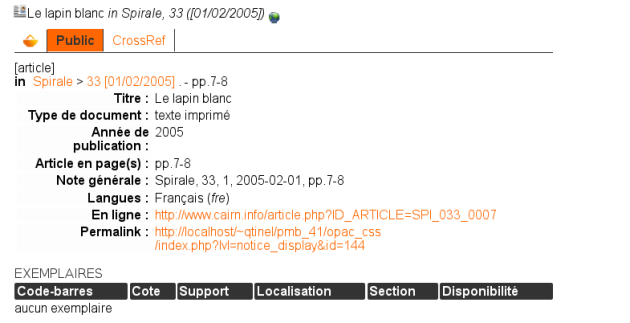 Le lapin blanc in Spirale, 33 ([01/02/2005])
Public CrossRef
[article]
in Spirale > 33 [01/02/2005] . - pp.7-8
Titre : Le lapin blanc
Type de document : texte imprimé
Année de 2005
publication :
Article en page(s) : pp.7-8
Note générale : Spirale, 33, 1, 2005-02-01, pp.7-8
Langues : Français (fre)
En ligne : http://www.cairn.info/article.php?ID_ARTICLE=SPI_033_0007
Permalink : http://localhost/~qtinel/pmb_41/opac_css
/index.php?lvl=notice_display&id=144
EXEMPLAIRES
Code-barres Cote Support Localisation Section Disponibilité
aucun exemplaire